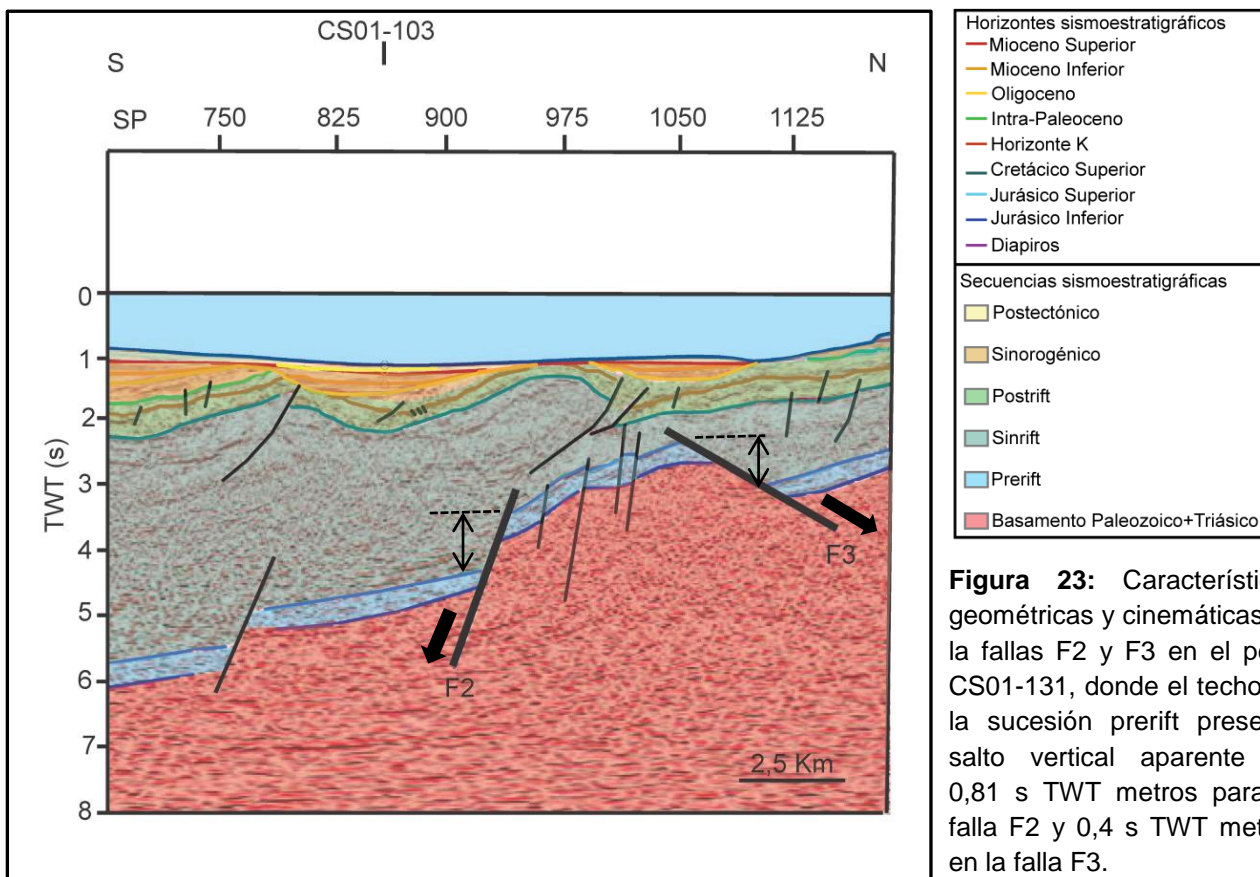 CS01-103
S
N
SP 750 825 900 975 1050 1125
TWT (s)
0
1
2
3
4
5
6
7
8
F2
F3
2,5 Km
Horizontes sismoestratigráficos
Mioceno Superior
Mioceno Inferior
Oligoceno
Intra-Paleoceno
Horizonte K
Cretácico Superior
Jurásico Superior
Jurásico Inferior
Diapiros
Secuencias sismoestratigráficas
Postectónico
Sinorogénico
Postrift
Sinrift
Prerift
Basamento Paleozoico+Triásico
Figura 23: Característi
geométricas y cinemáticas
la fallas F2 y F3 en el pe
CS01-131, donde el techo
la sucesión prerift prese
salto vertical aparente
0,81 s TWT metros para
falla F2 y 0,4 s TWT met
en la falla F3.